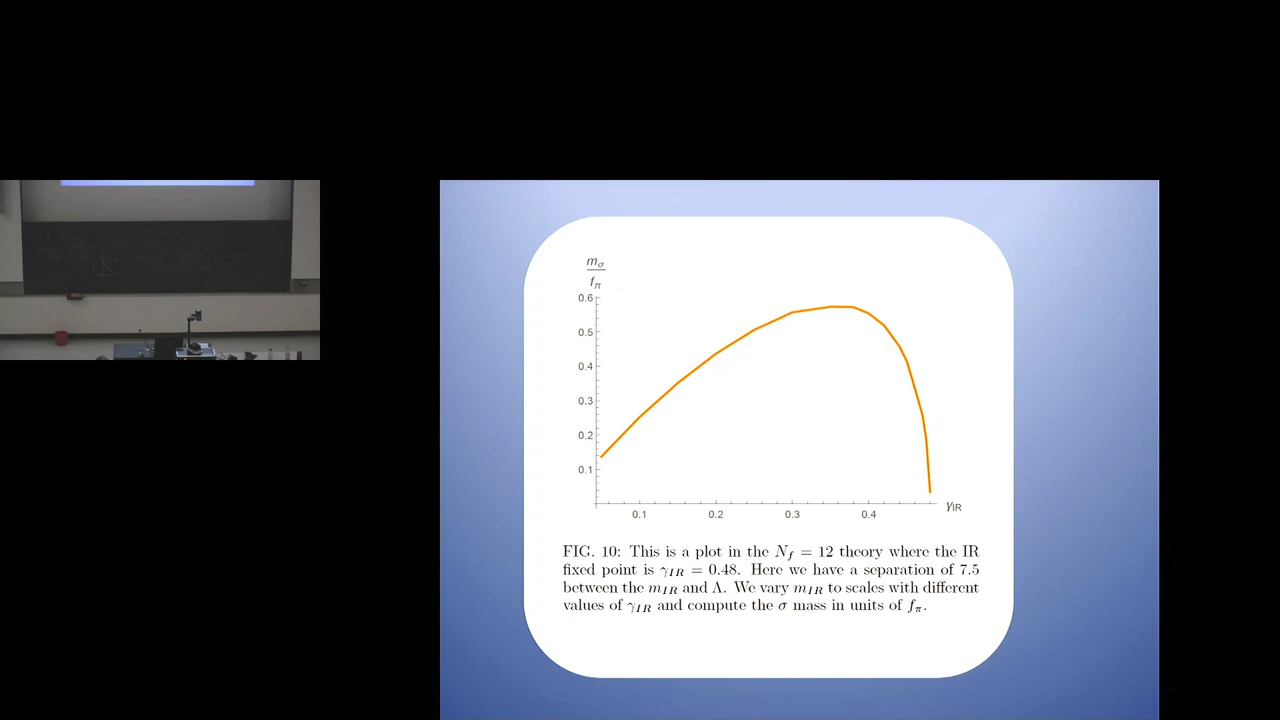 m_σ
f_π
0.6
0.5
0.4
0.3
0.2
0.1
0.1 0.2 0.3 0.4
γ_IR
FIG. 10: This is a plot in the N_f = 12 theory where the IR
fixed point is γ_IR = 0.48. Here we have a separation of 7.5
between the m_IR and Λ. We vary m_IR to scales with different
values of γ_IR and compute the σ mass in units of f_π.